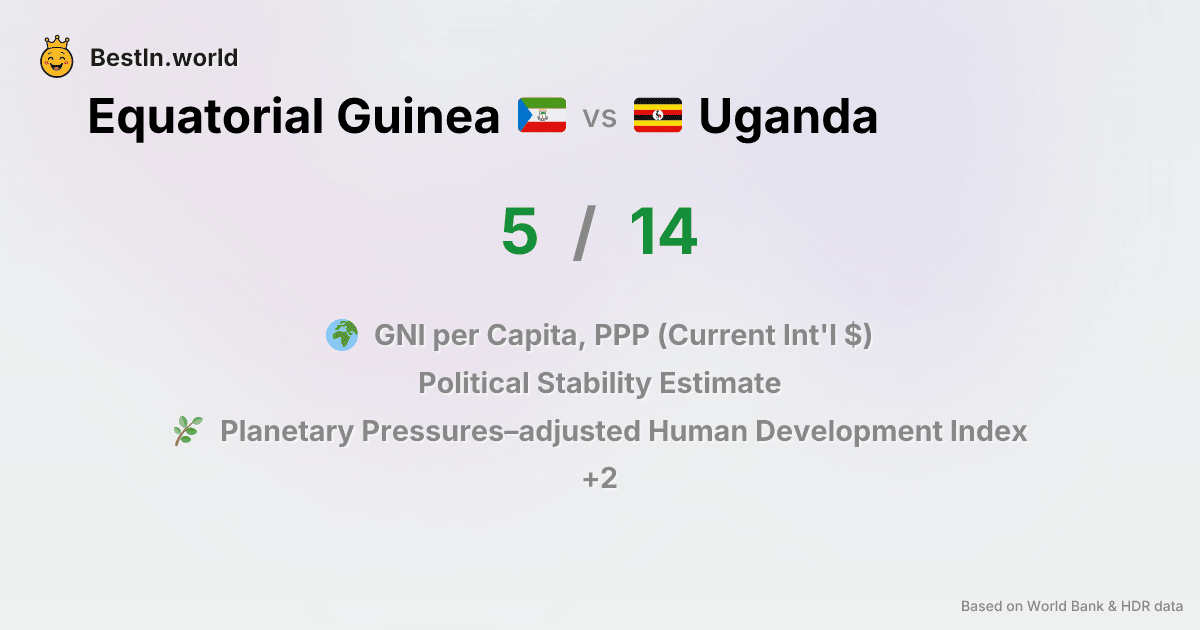 BestIn.world
Equatorial Guinea vs Uganda
5 / 14
GNI per Capita, PPP (Current Int'l $)
Political Stability Estimate
Planetary Pressures–adjusted Human Development Index
+2
Based on World Bank & HDR data